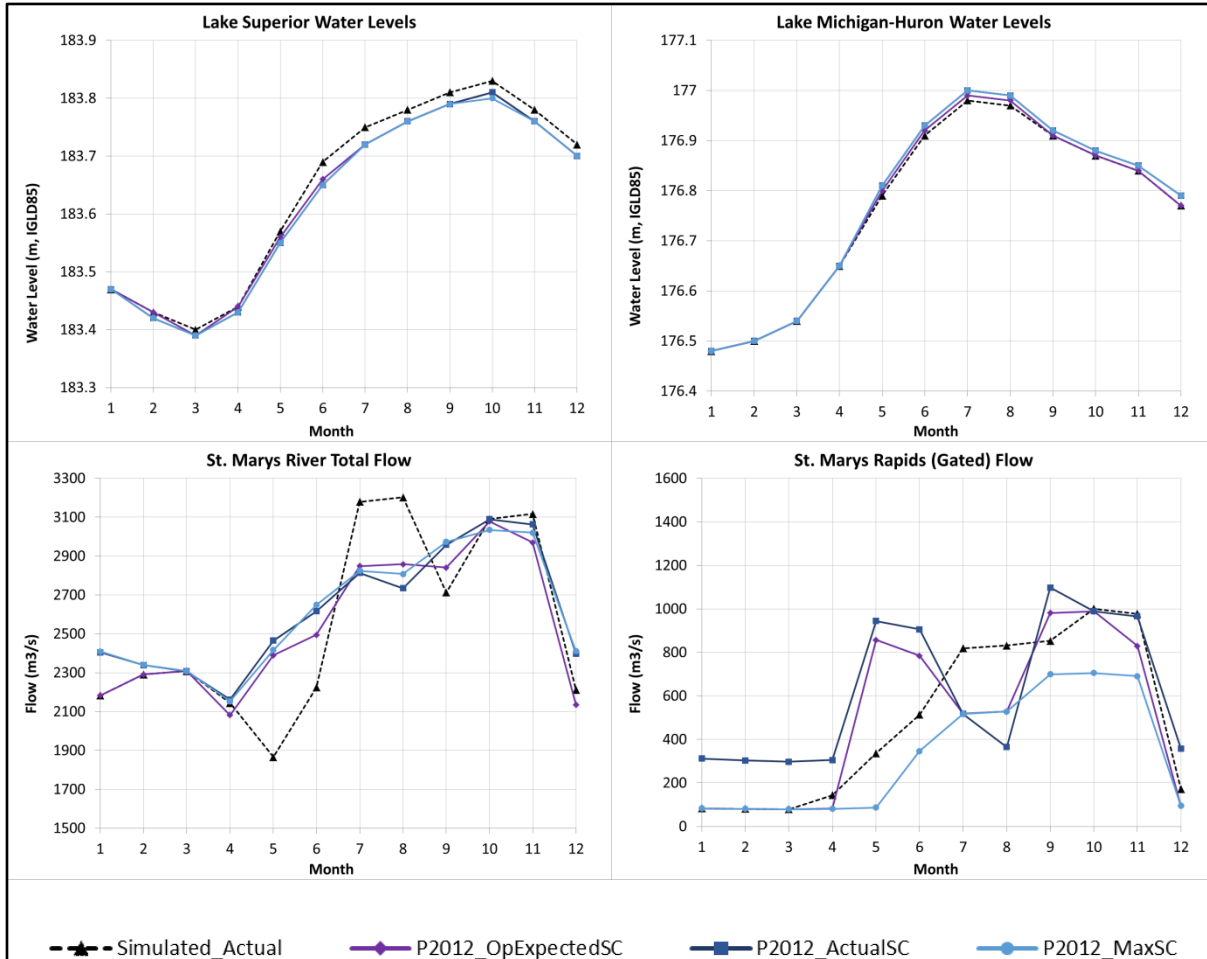 Lake Superior Water Levels
183.9
183.8
183.7
183.6
183.5
183.4
183.3
Water Level (m, IGLD85)
1 2 3 4 5 6 7 8 9 10 11 12
Month
Lake Michigan-Huron Water Levels
177.1
177
176.9
176.8
176.7
176.6
176.5
176.4
Water Level (m, IGLD85)
1 2 3 4 5 6 7 8 9 10 11 12
Month
St. Marys River Total Flow
3300
3100
2900
2700
2500
2300
2100
1900
1700
1500
Flow (m3/s)
1 2 3 4 5 6 7 8 9 10 11 12
Month
St. Marys Rapids (Gated) Flow
1600
1400
1200
1000
800
600
400
200
0
Flow (m3/s)
1 2 3 4 5 6 7 8 9 10 11 12
Month
Simulated_Actual P2012_OpExpectedSC P2012_ActualSC P2012_MaxSC